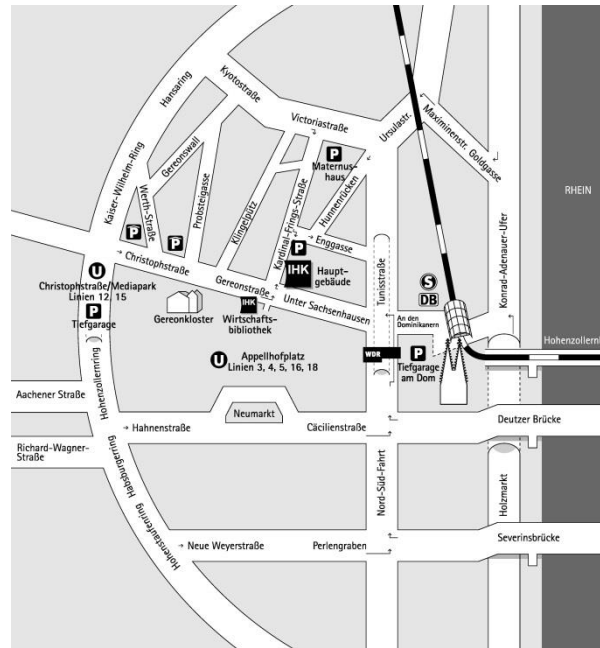 Hansaring
Kyotostraße
Victoriastraße
Ursulastr.
Maximinenstr.
Goldgasse
RHEIN
Kaiser-Wilhelm-Ring
Gereonswall
Werth-Straße
Probsteigasse
Klingelpütz
Kardinal-Frings-Straße
P
Maternus-
haus
Hunnenrücken
P
P
P
Enggasse
Christophstraße
Gereonstraße
IHK
Haupt-
gebäude
Unter Sachsenhausen
Tunisstraße
Konrad-Adenauer-Ufer
U
Christophstraße/Mediapark
Linien 12, 15
P
Tiefgarage
Gereonkloster
IHK
Wirtschafts-
bibliothek
S
DB
An den
Dominikanern
Hohenzollern
WDR
P
Tiefgarage
am Dom
U
Appellhofplatz
Linien 3, 4, 5, 16, 18
Hohenzollernring
Aachener Straße
Neumarkt
Hahnenstraße
Cäcilienstraße
Deutzer Brücke
Richard-Wagner-
Straße
Habsburgerring
Hohenstaufenring
Nord-Süd-Fahrt
Holzmarkt
Neue Weyerstraße
Perlengraben
Severinsbrücke